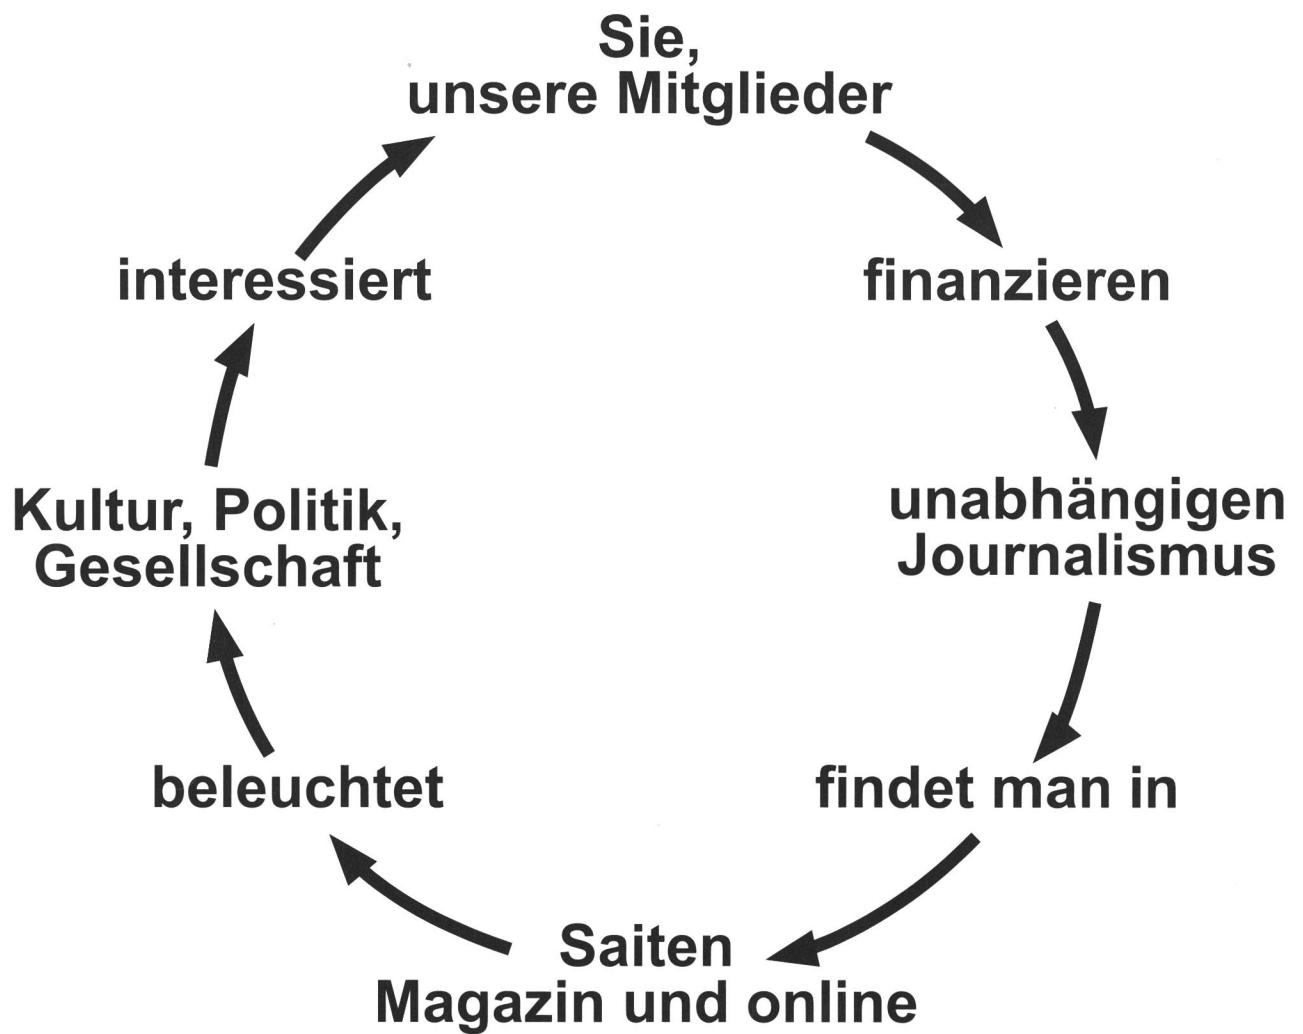 Sie,
unsere Mitglieder
finanzieren
unabhängigen
Journalismus
findet man in
Saiten
Magazin und online
beleuchtet
Kultur, Politik,
Gesellschaft
interessiert